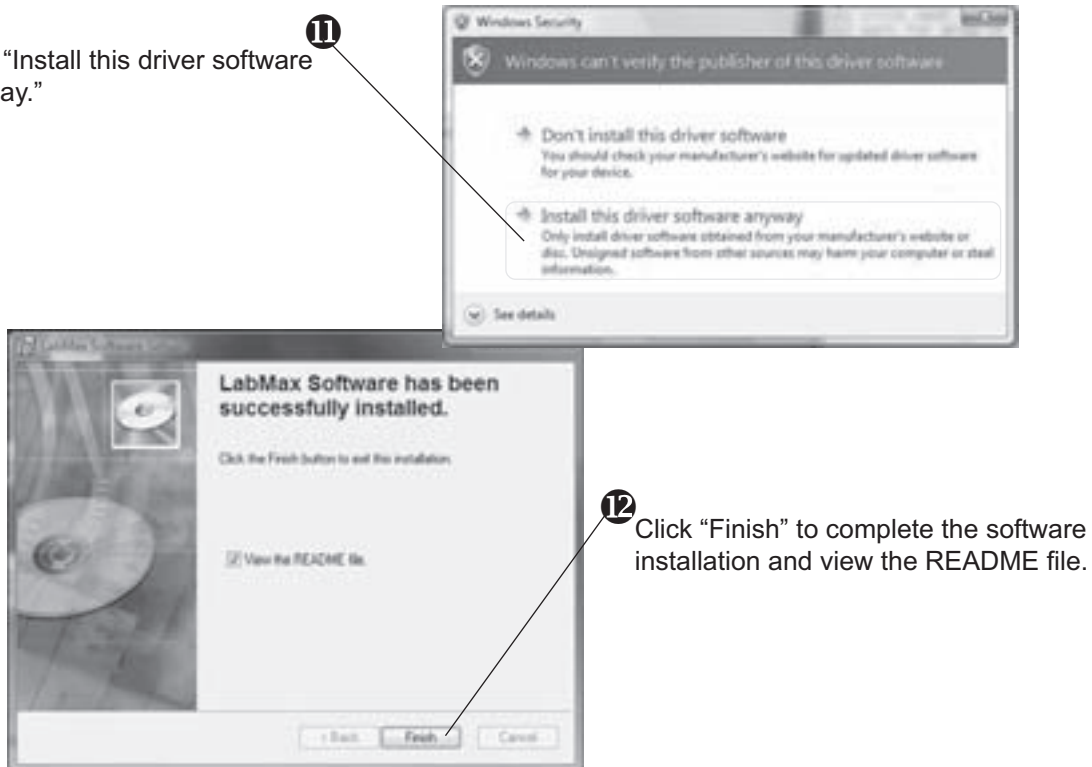 ⓫
“Install this driver software
ay.”
Windows Security
Windows can't verify the publisher of this driver software
Don't install this driver software
You should check your manufacturer's website for updated driver software
for your device.
Install this driver software anyway
Only install driver software obtained from your manufacturer's website or
disc. Unsigned software from other sources may harm your computer or steal
information.
See details
LabMax Software
LabMax Software has been
successfully installed.
Click the Finish button to exit this installation.
View the README file.
< Back
Finish
Cancel
⓬
Click “Finish” to complete the software
installation and view the README file.